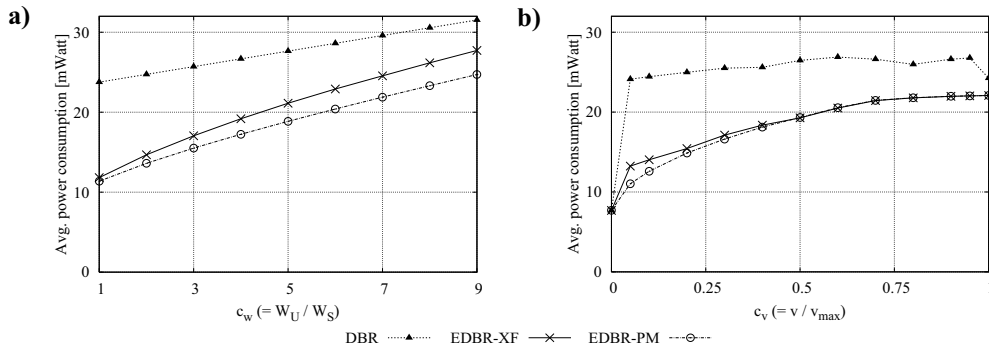 a)
Avg. power consumption [mWatt]
30
20
10
0
1 3 5 7 9
c_w (= W_U / W_S)
b)
Avg. power consumption [mWatt]
30
20
10
0
0 0.25 0.5 0.75 1
c_v (= v / v_max)
DBR EDBR-XF EDBR-PM